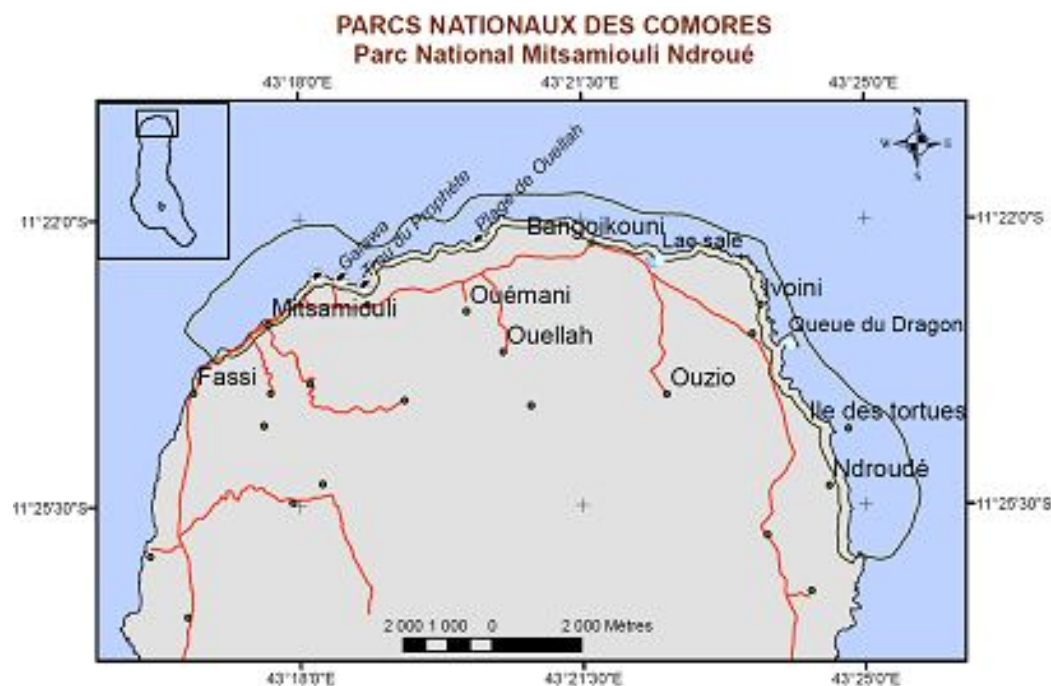 PARCS NATIONAUX DES COMORES
Parc National Mitsamiouli Ndroué
43°18'0"E 43°21'30"E 43°25'0"E
N
W E
S
11°22'0"S 11°22'0"S
Galawa
Trou du Prophète
Plage de Ouellah
Bangoikouni
Lac salé
Ivoini
Mitsamiouli
Ouémani
Queue du Dragon
Ouellah
Fassi
Ouzio
Ile des tortues
Ndroudé
11°25'30"S 11°25'30"S
2 000 1 000 0 2 000 Mètres
43°18'0"E 43°21'30"E 43°25'0"E